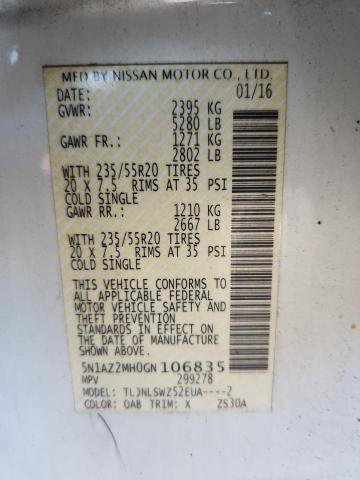 MFD BY NISSAN MOTOR CO., LTD.
DATE: 01/16
GVWR: 2395 KG
5280 LB
GAWR FR.: 1271 KG
2802 LB
WITH 235/55R20 TIRES
20 X 7.5 RIMS AT 35 PSI
COLD SINGLE
GAWR RR.: 1210 KG
2667 LB
WITH 235/55R20 TIRES
20 X 7.5 RIMS AT 35 PSI
COLD SINGLE
THIS VEHICLE CONFORMS TO
ALL APPLICABLE FEDERAL
MOTOR VEHICLE SAFETY AND
THEFT PREVENTION
STANDARDS IN EFFECT ON
THE DATE OF MANUFACTURE
SHOWN ABOVE.
5N1AZ2MH0GN106835
MPV 299278
MODEL: TLJNLSWZ52EUA----2
COLOR: QAB TRIM: X ZS30A